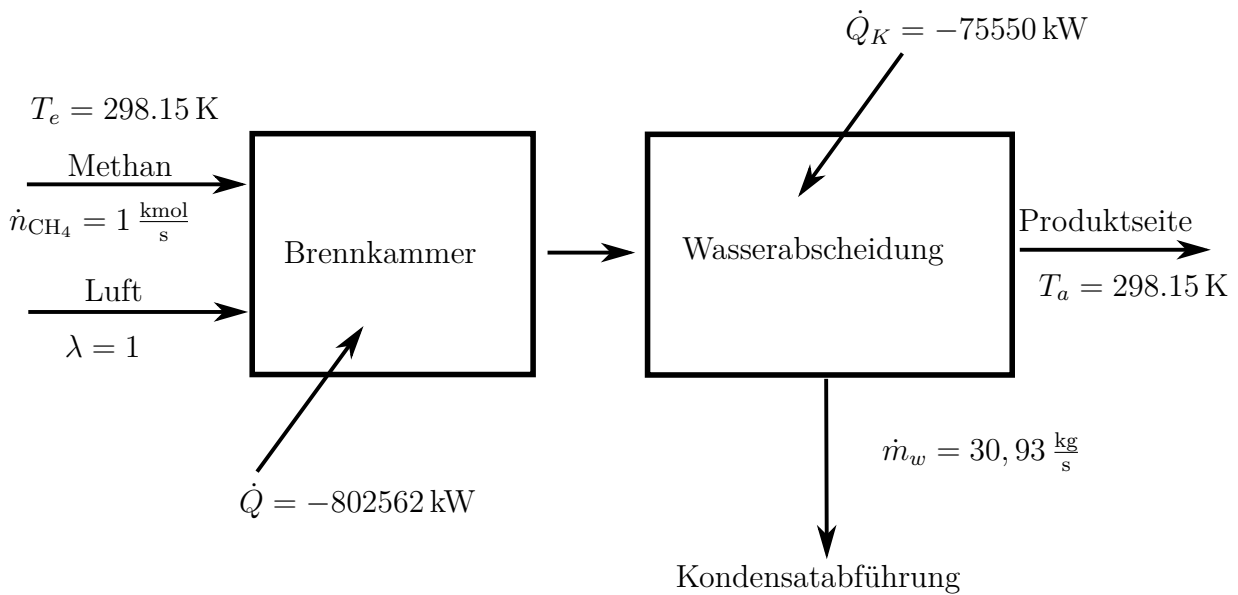 Q̇_K = −75550 kW
T_e = 298.15 K
Methan
ṅ_CH₄ = 1 kmol/s
Luft
λ = 1
Brennkammer
Wasserabscheidung
Produktseite
T_a = 298.15 K
Q̇ = −802562 kW
ṁ_w = 30,93 kg/s
Kondensatabführung